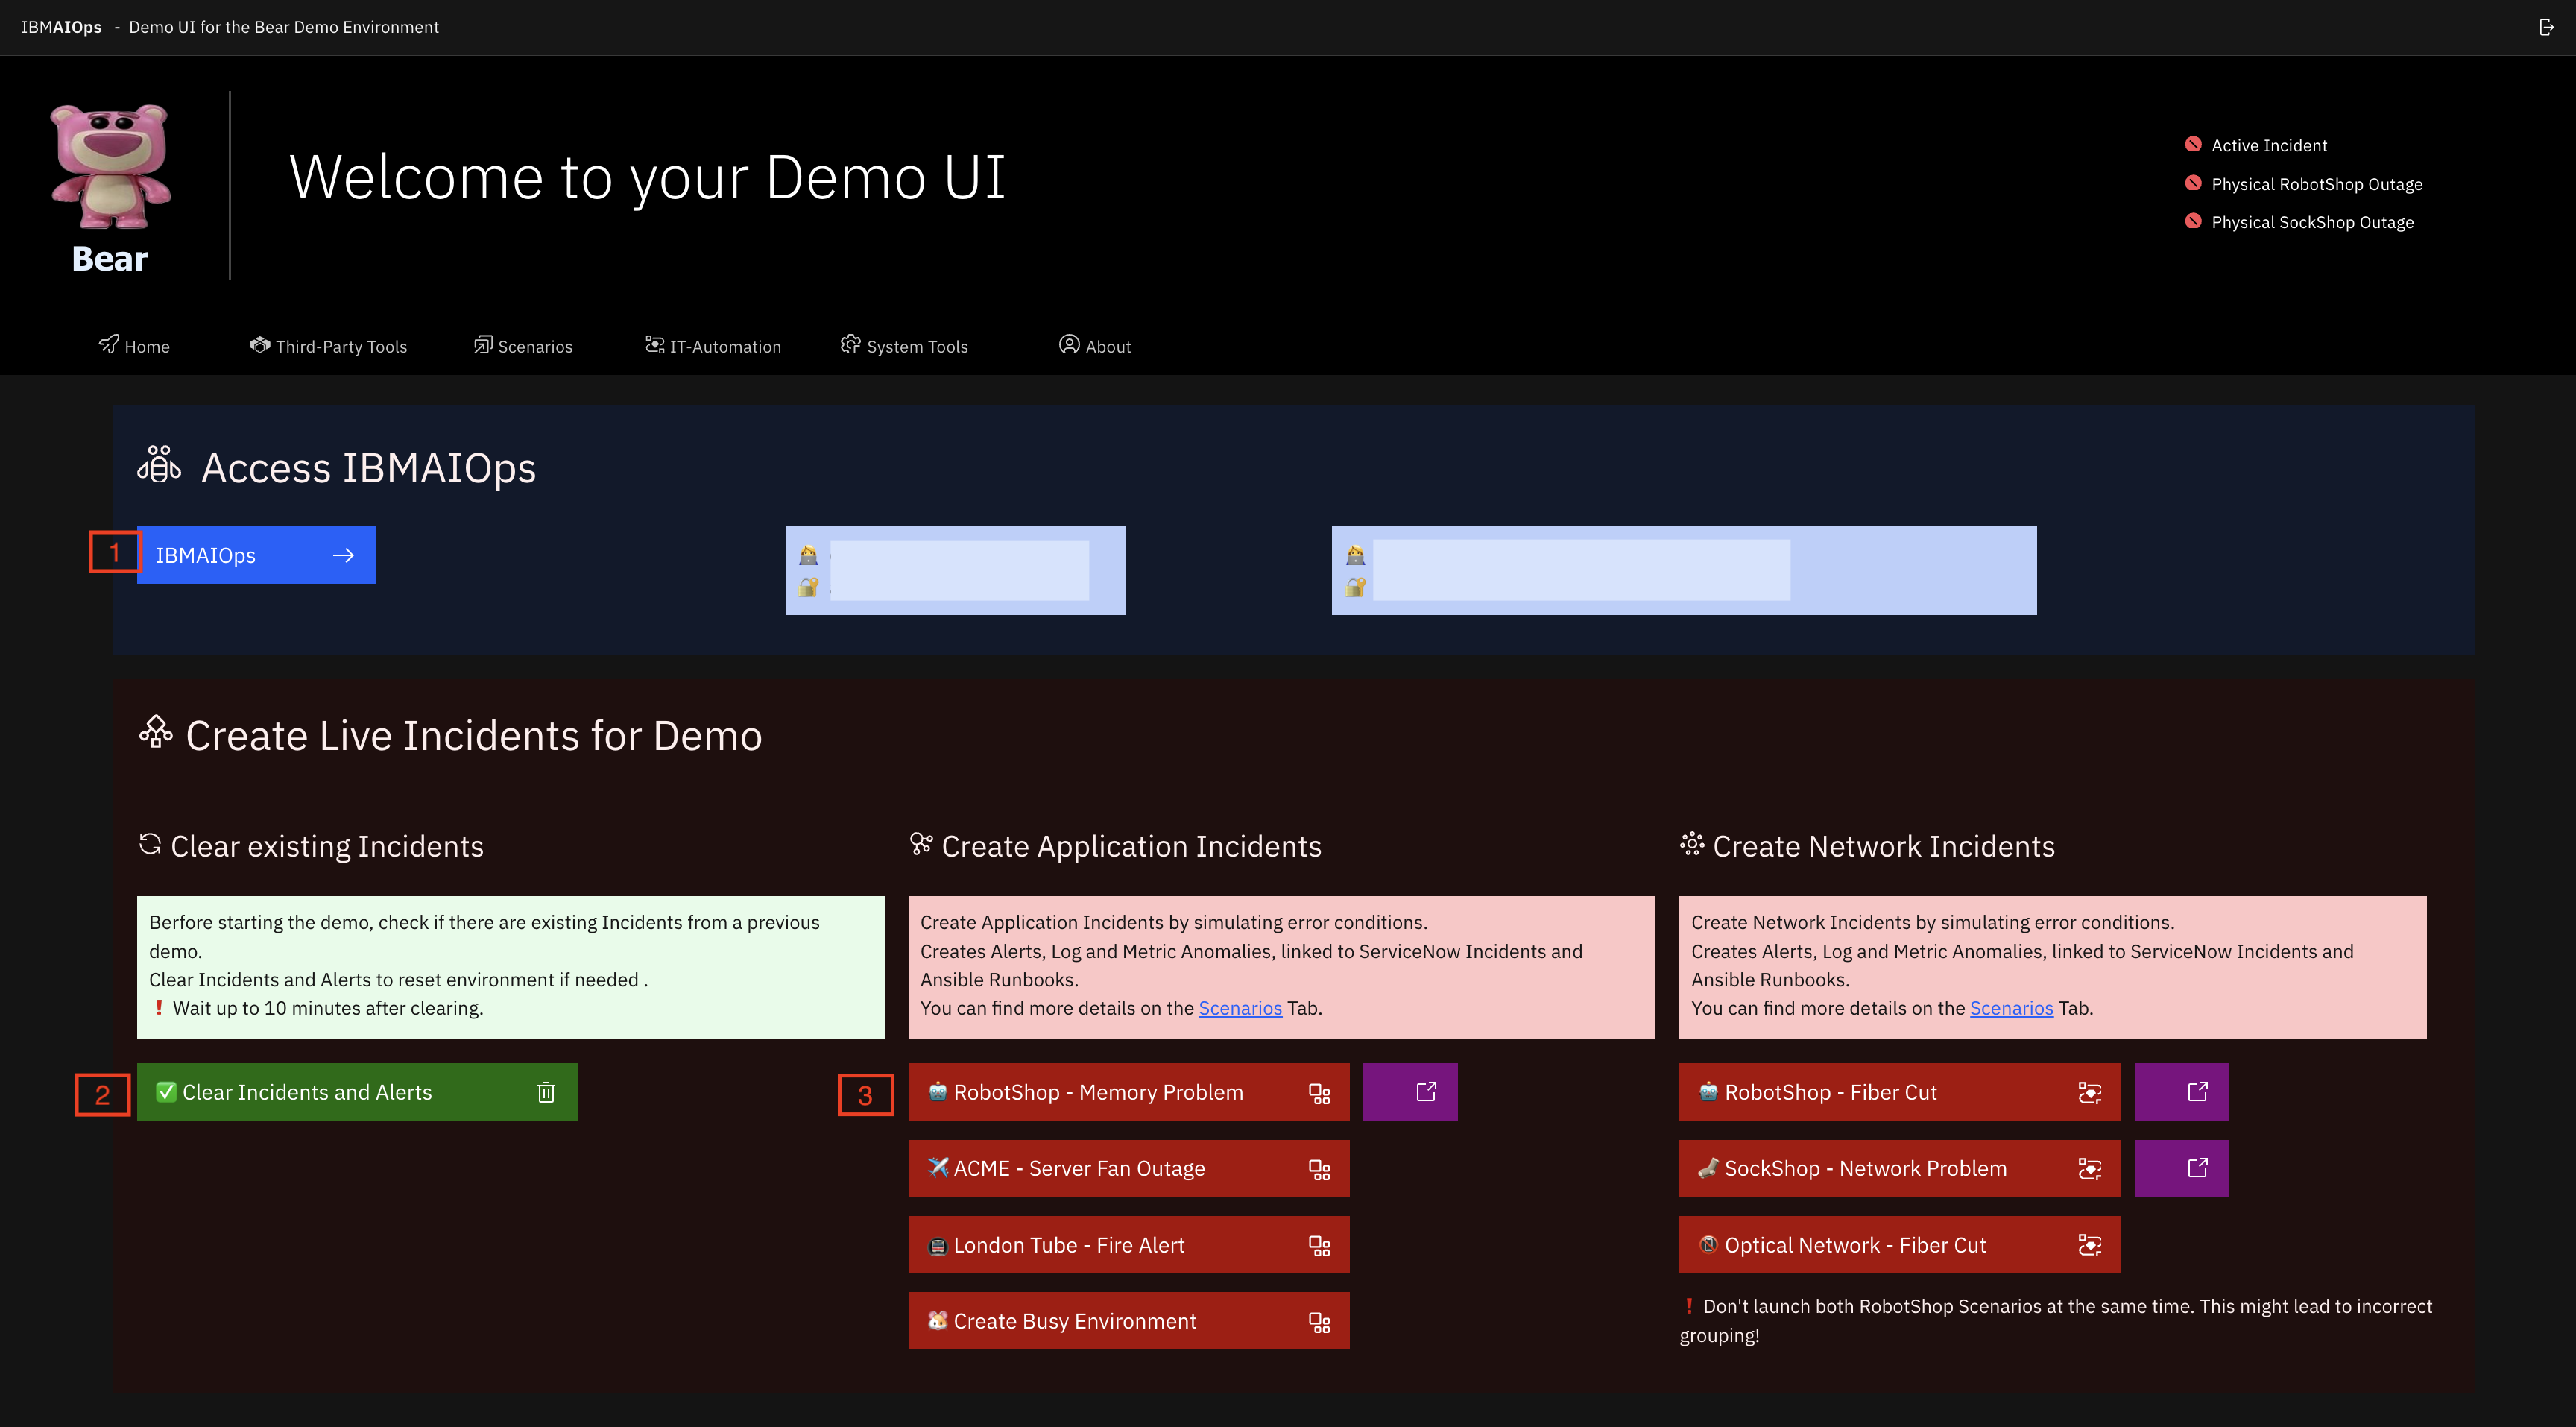 IBMAIOps - Demo UI for the Bear Demo Environment
Bear
Welcome to your Demo UI
Active Incident
Physical RobotShop Outage
Physical SockShop Outage
Home
Third-Party Tools
Scenarios
IT-Automation
System Tools
About
Access IBMAIOps
1
IBMAIOps
Create Live Incidents for Demo
Clear existing Incidents
Berfore starting the demo, check if there are existing Incidents from a previous
demo.
Clear Incidents and Alerts to reset environment if needed .
❗ Wait up to 10 minutes after clearing.
2
✅ Clear Incidents and Alerts
Create Application Incidents
Create Application Incidents by simulating error conditions.
Creates Alerts, Log and Metric Anomalies, linked to ServiceNow Incidents and
Ansible Runbooks.
You can find more details on the Scenarios Tab.
3
RobotShop - Memory Problem
ACME - Server Fan Outage
London Tube - Fire Alert
Create Busy Environment
Create Network Incidents
Create Network Incidents by simulating error conditions.
Creates Alerts, Log and Metric Anomalies, linked to ServiceNow Incidents and
Ansible Runbooks.
You can find more details on the Scenarios Tab.
RobotShop - Fiber Cut
SockShop - Network Problem
Optical Network - Fiber Cut
❗ Don't launch both RobotShop Scenarios at the same time. This might lead to incorrect
grouping!